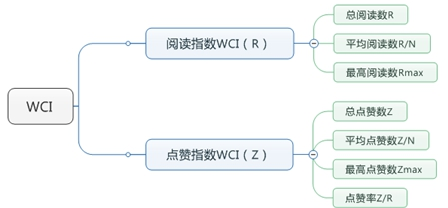 WCI
阅读指数WCI（R）
总阅读数R
平均阅读数R/N
最高阅读数Rmax
点赞指数WCI（Z）
总点赞数Z
平均点赞数Z/N
最高点赞数Zmax
点赞率Z/R